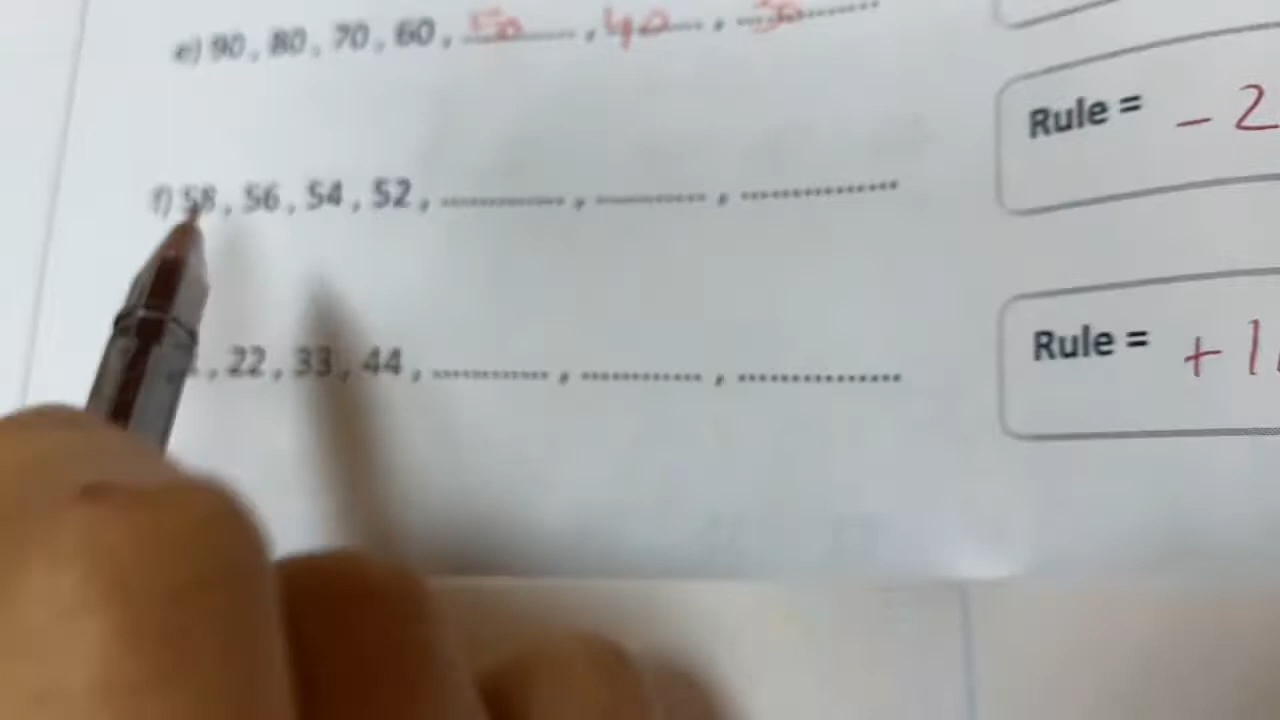 e) 90 , 80 , 70 , 60 , 50 , 40 , 30
Rule = - 2
f) 58 , 56 , 54 , 52 , ............ , ............ , ................
, 22 , 33 , 44 , ............ , ............ , ................
Rule = + 1